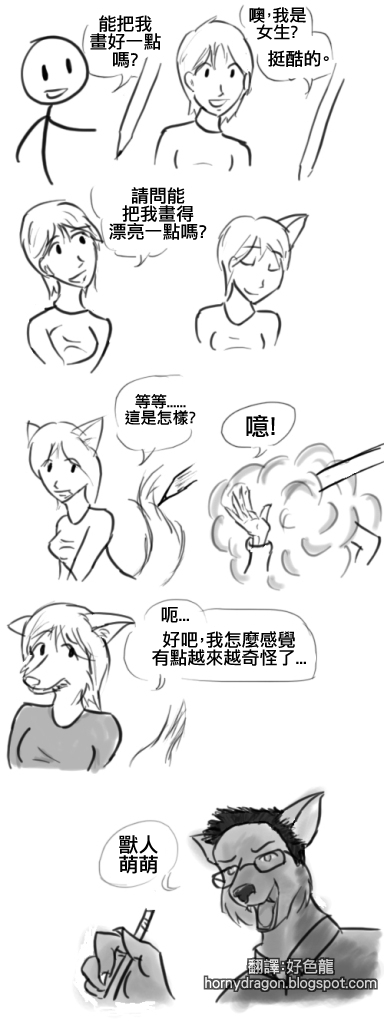 能把我
畫好一點
嗎?
噢,我是
女生?
挺酷的。
請問能
把我畫得
漂亮一點嗎?
等等......
這是怎樣?
噫!
呃...
好吧,我怎麼感覺
有點越來越奇怪了...
獸人
萌萌
翻譯:好色龍
hornydragon.blogspot.com